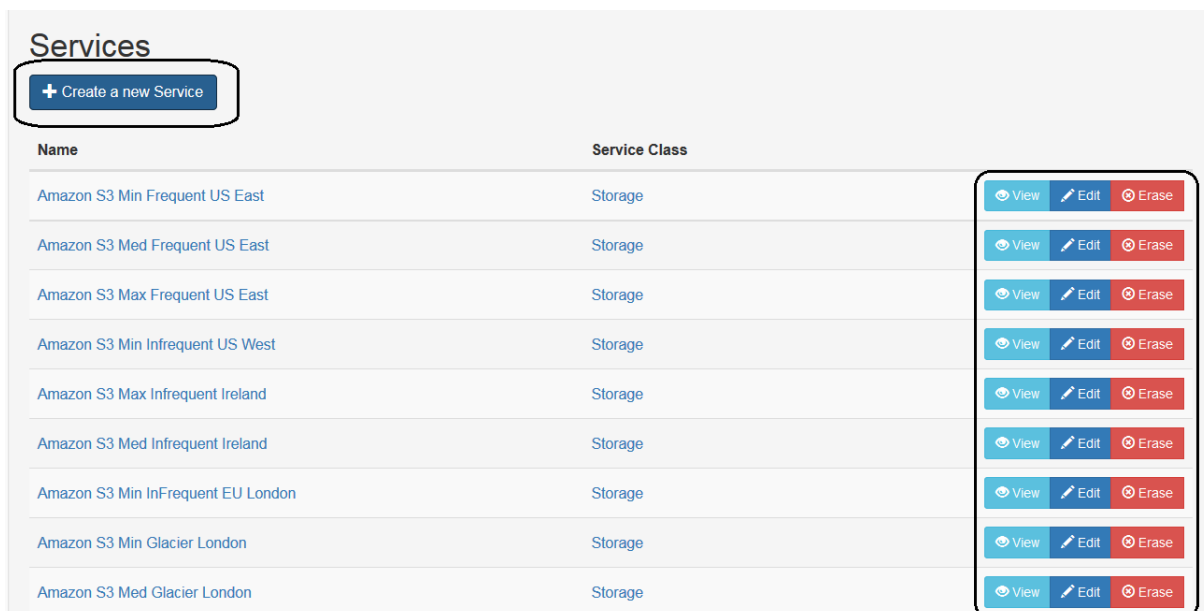 Services
Create a new Service
Name Service Class
Amazon S3 Min Frequent US East Storage View Edit Erase
Amazon S3 Med Frequent US East Storage View Edit Erase
Amazon S3 Max Frequent US East Storage View Edit Erase
Amazon S3 Min Infrequent US West Storage View Edit Erase
Amazon S3 Max Infrequent Ireland Storage View Edit Erase
Amazon S3 Med Infrequent Ireland Storage View Edit Erase
Amazon S3 Min InFrequent EU London Storage View Edit Erase
Amazon S3 Min Glacier London Storage View Edit Erase
Amazon S3 Med Glacier London Storage View Edit Erase